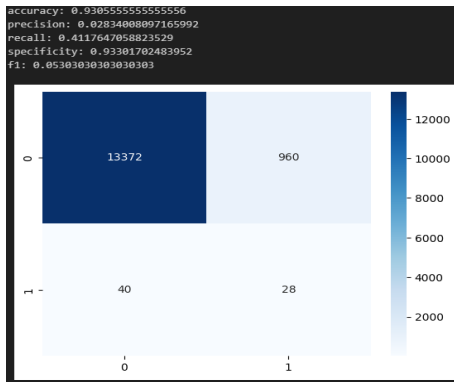 accuracy: 0.9305555555555556
precision: 0.02834008097165992
recall: 0.4117647058823529
specificity: 0.93301702483952
f1: 0.05303030303030303
0 13372 960
1 40 28
0 1
12000
10000
8000
6000
4000
2000